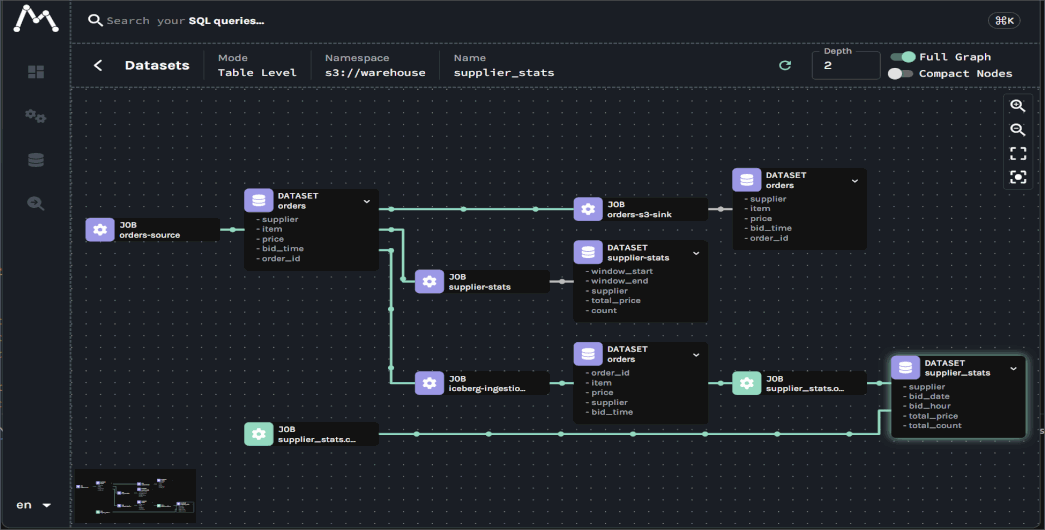 Search your SQL queries...
⌘K
Datasets
Mode
Table Level
Namespace
s3://warehouse
Name
supplier_stats
Depth
2
Full Graph
Compact Nodes
JOB
orders-source
DATASET
orders
- supplier
- item
- price
- bid_time
- order_id
JOB
orders-s3-sink
DATASET
orders
- supplier
- item
- price
- bid_time
- order_id
JOB
supplier-stats
DATASET
supplier-stats
- window_start
- window_end
- supplier
- total_price
- count
JOB
iceberg-ingestio...
DATASET
orders
- order_id
- item
- price
- supplier
- bid_time
JOB
supplier_stats.o...
DATASET
supplier_stats
- supplier
- bid_date
- bid_hour
- total_price
- total_count
JOB
supplier_stats.c...
en